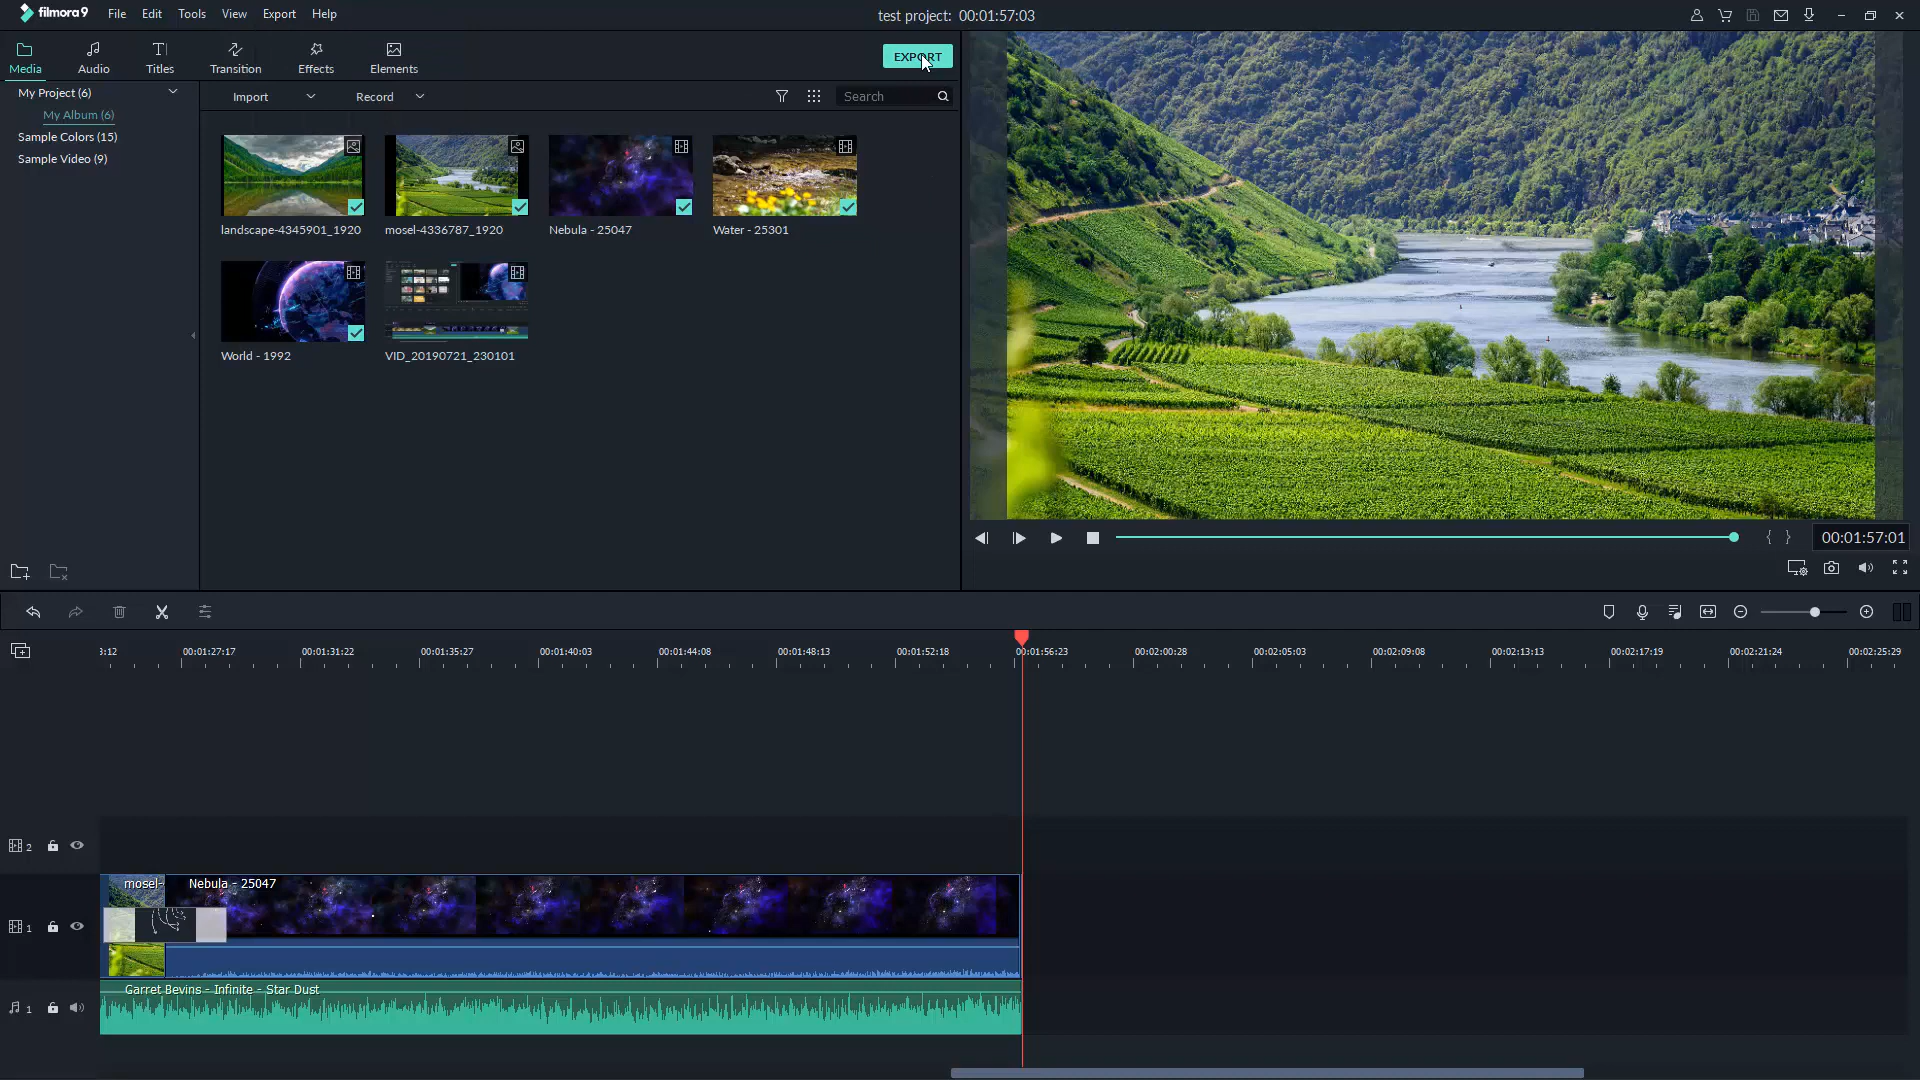 filmora9 File Edit Tools View Export Help test project: 00:01:57:03
Media Audio Titles Transition Effects Elements EXPORT
My Project (6) Import Record Search
My Album (6)
Sample Colors (15)
Sample Video (9)
landscape-4345901_1920 mosel-4336787_1920 Nebula - 25047 Water - 25301
World - 1992 VID_20190721_230101
00:01:57:01
3:12 00:01:27:17 00:01:31:22 00:01:35:27 00:01:40:03 00:01:44:08 00:01:48:13 00:01:52:18 00:01:56:23 00:02:00:28 00:02:05:03 00:02:09:08 00:02:13:13 00:02:17:19 00:02:21:24 00:02:25:29
2
mosel- Nebula - 25047
1
Garret Bevins - Infinite - Star Dust
1